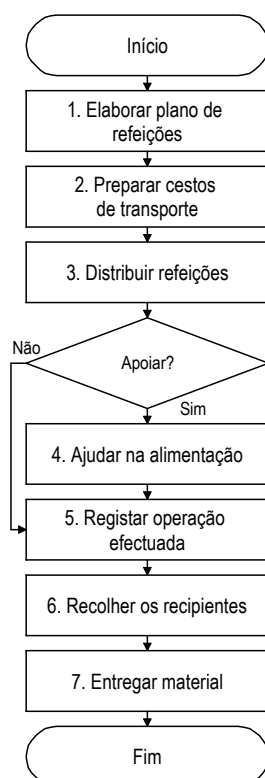 Início
1. Elaborar plano de
refeições
2. Preparar cestos
de transporte
3. Distribuir refeições
Não
Apoiar?
Sim
4. Ajudar na alimentação
5. Registar operação
efectuada
6. Recolher os recipientes
7. Entregar material
Fim